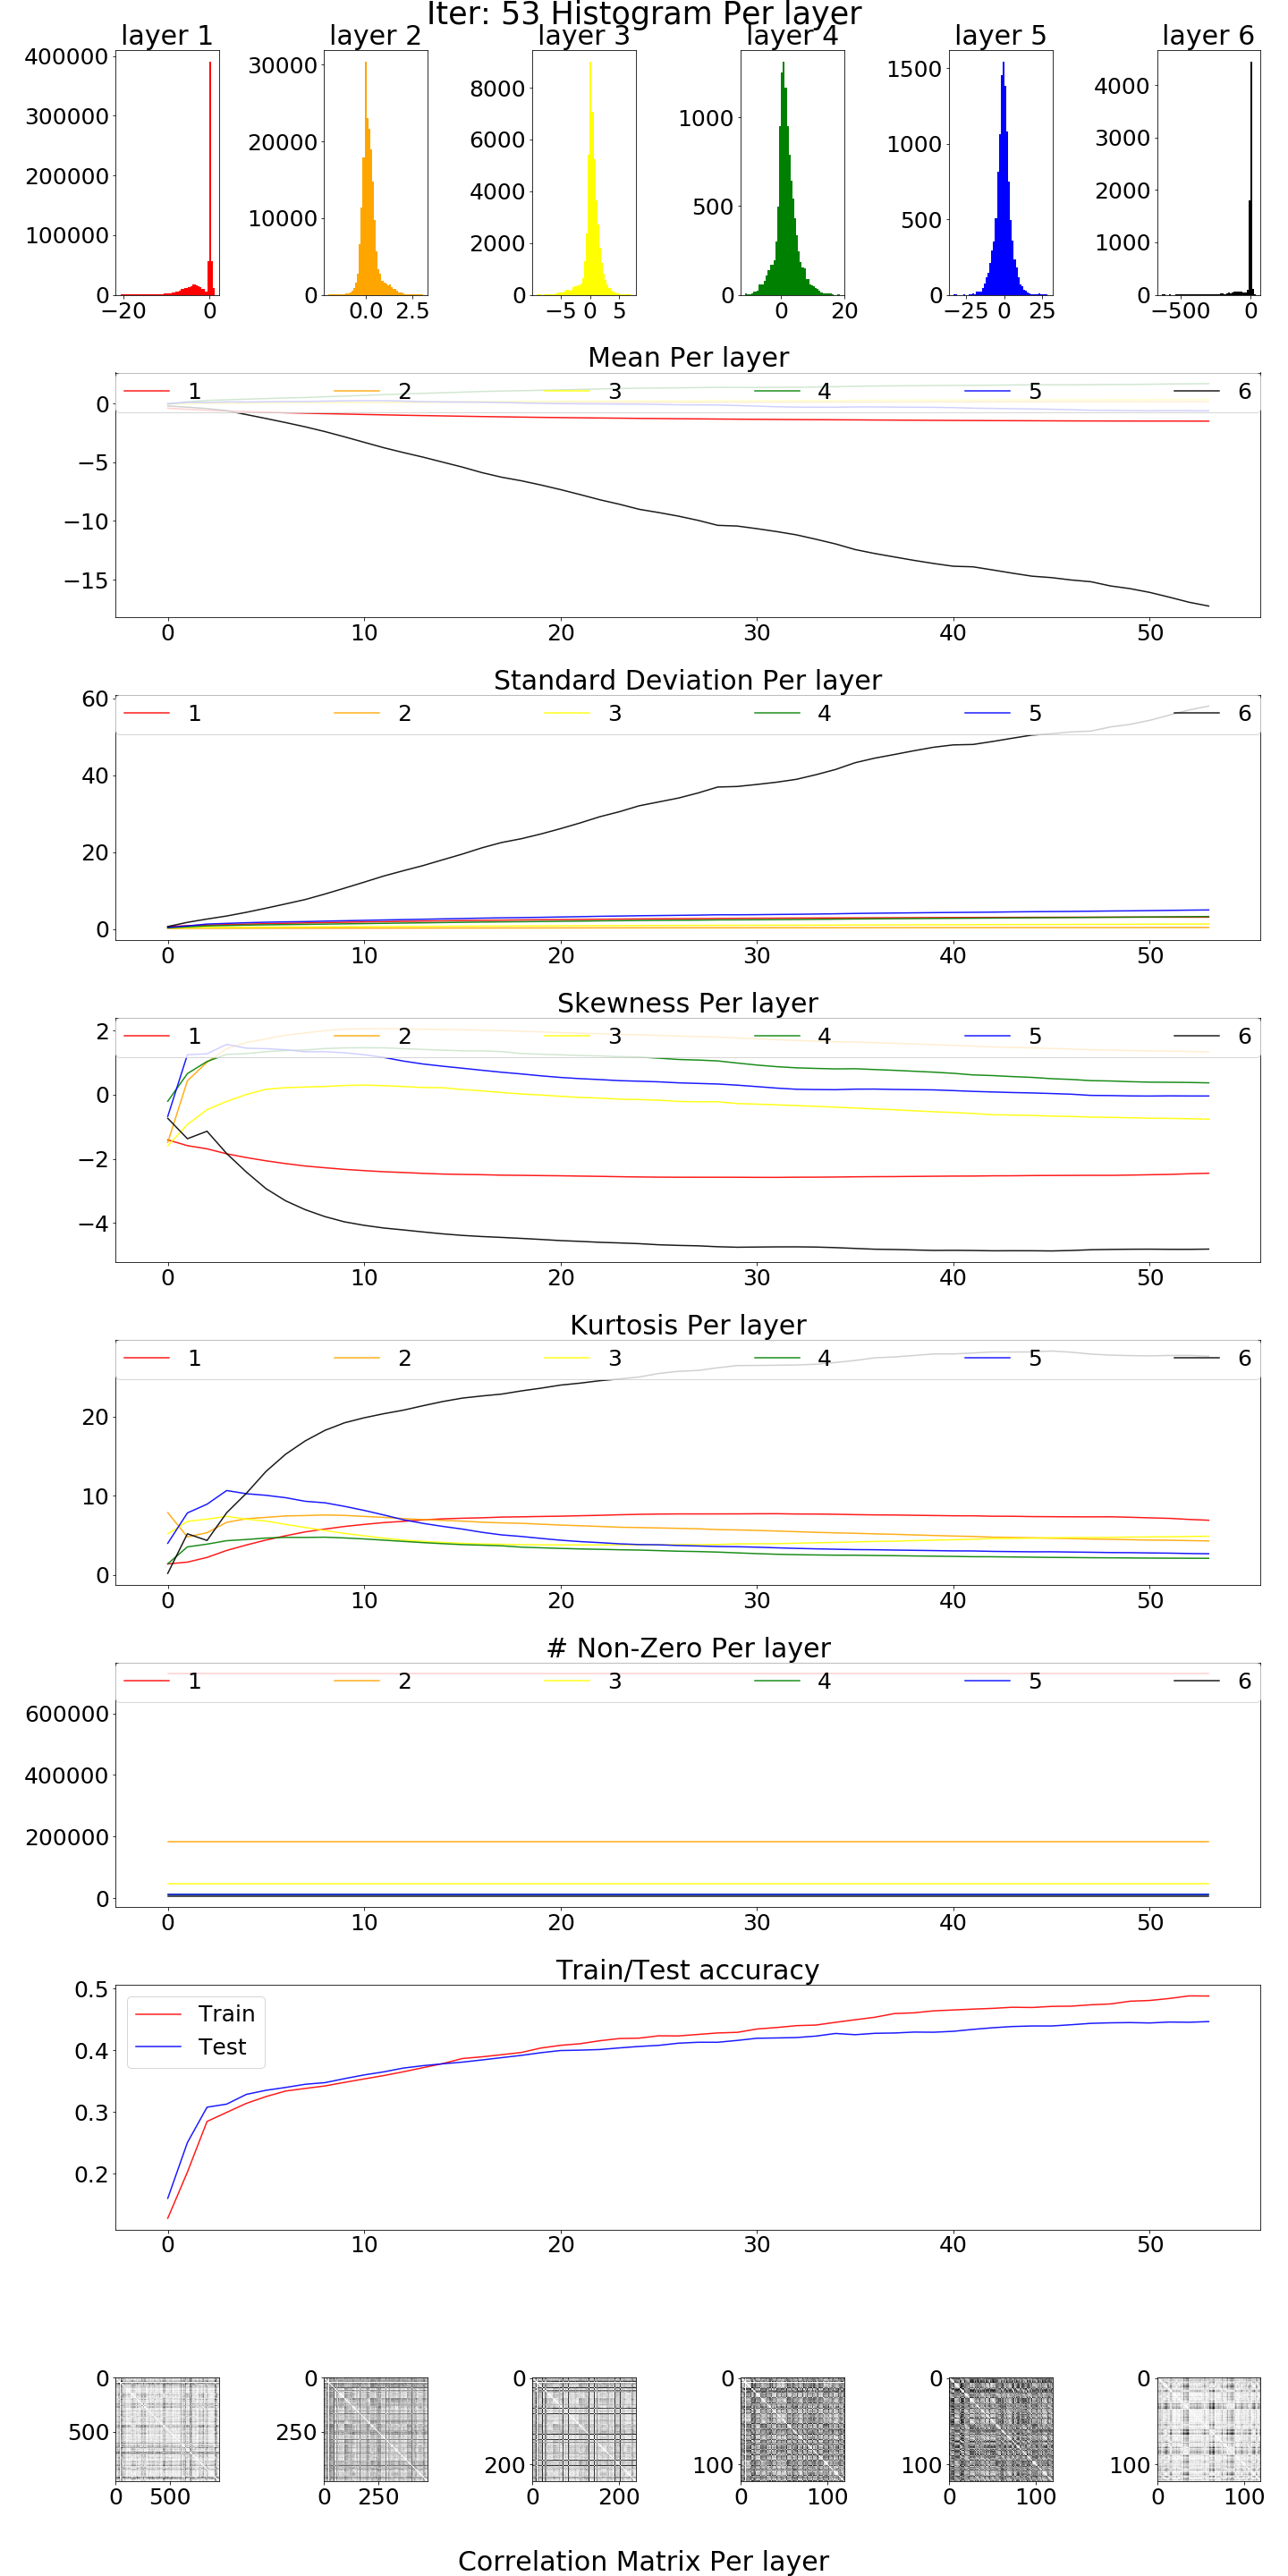 Iter: 53 Histogram Per layer
layer 1 layer 2 layer 3 layer 4 layer 5 layer 6
400000
300000
200000
100000
0
−20 0
30000
20000
10000
0
0.0 2.5
8000
6000
4000
2000
0
−5 0 5
1000
500
0
0 20
1500
1000
500
0
−25 0 25
4000
3000
2000
1000
0
−500 0
Mean Per layer
1 2 3 4 5 6
0
−5
−10
−15
0 10 20 30 40 50
Standard Deviation Per layer
1 2 3 4 5 6
60
40
20
0
0 10 20 30 40 50
Skewness Per layer
1 2 3 4 5 6
2
0
−2
−4
0 10 20 30 40 50
Kurtosis Per layer
1 2 3 4 5 6
20
10
0
0 10 20 30 40 50
# Non-Zero Per layer
1 2 3 4 5 6
600000
400000
200000
0
0 10 20 30 40 50
Train/Test accuracy
Train
Test
0.5
0.4
0.3
0.2
0 10 20 30 40 50
0
500
0 500
0
250
0 250
0
200
0 200
0
100
0 100
0
100
0 100
0
100
0 100
Correlation Matrix Per layer